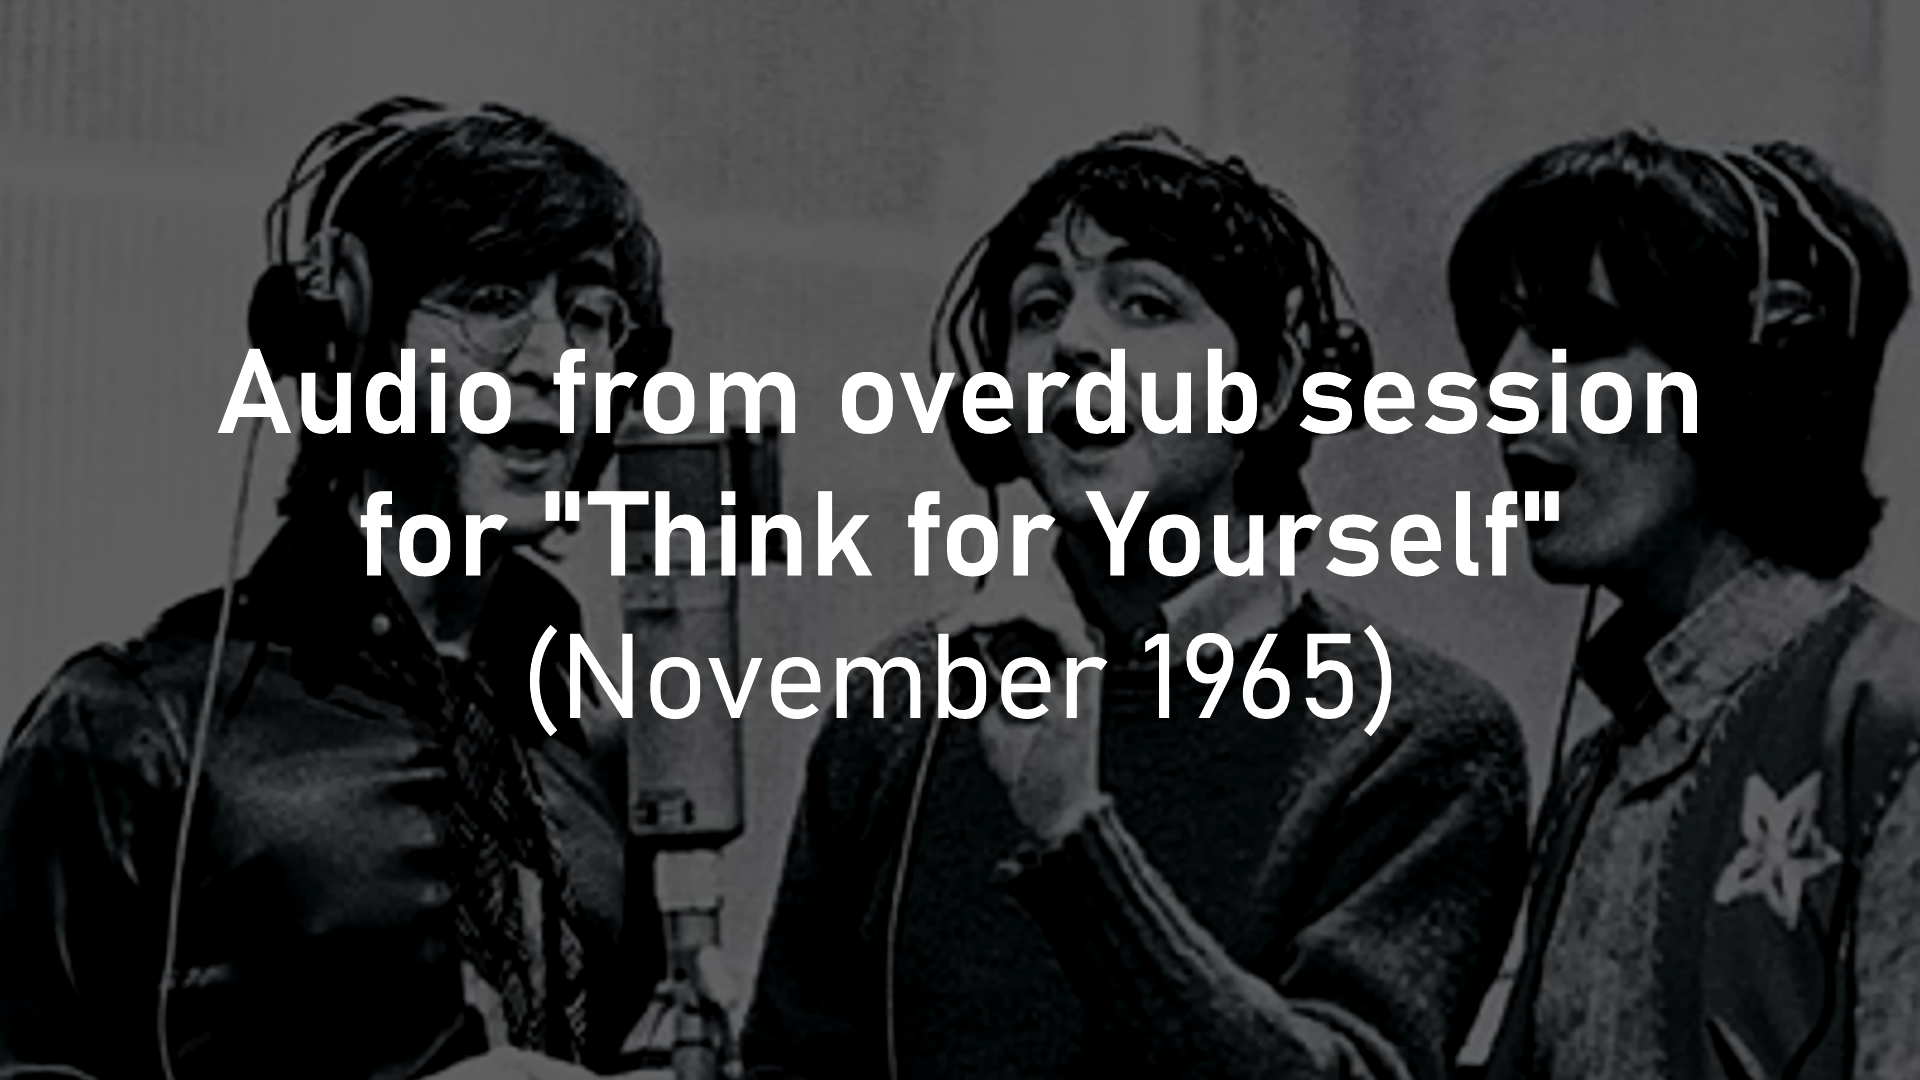 Audio from overdub session
for "Think for Yourself"
(November 1965)